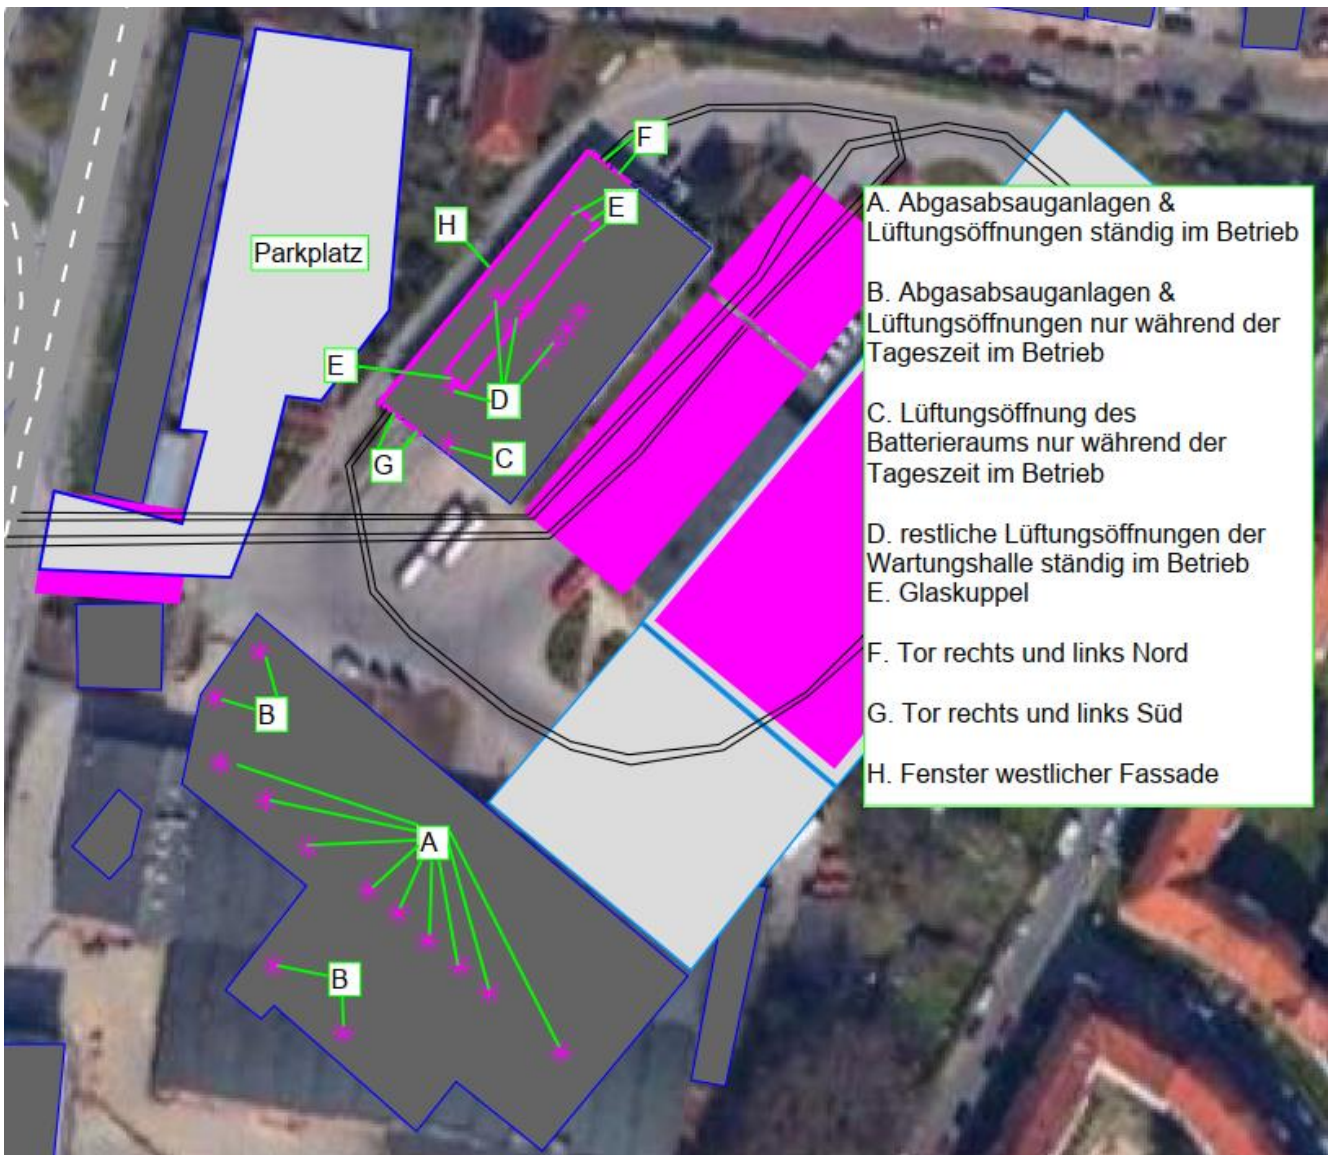 F
E
H
Parkplatz
E
D
G
C
B
A
B
A. Abgasabsauganlagen &
Lüftungsöffnungen ständig im Betrieb
B. Abgasabsauganlagen &
Lüftungsöffnungen nur während der
Tageszeit im Betrieb
C. Lüftungsöffnung des
Batterieraums nur während der
Tageszeit im Betrieb
D. restliche Lüftungsöffnungen der
Wartungshalle ständig im Betrieb
E. Glaskuppel
F. Tor rechts und links Nord
G. Tor rechts und links Süd
H. Fenster westlicher Fassade